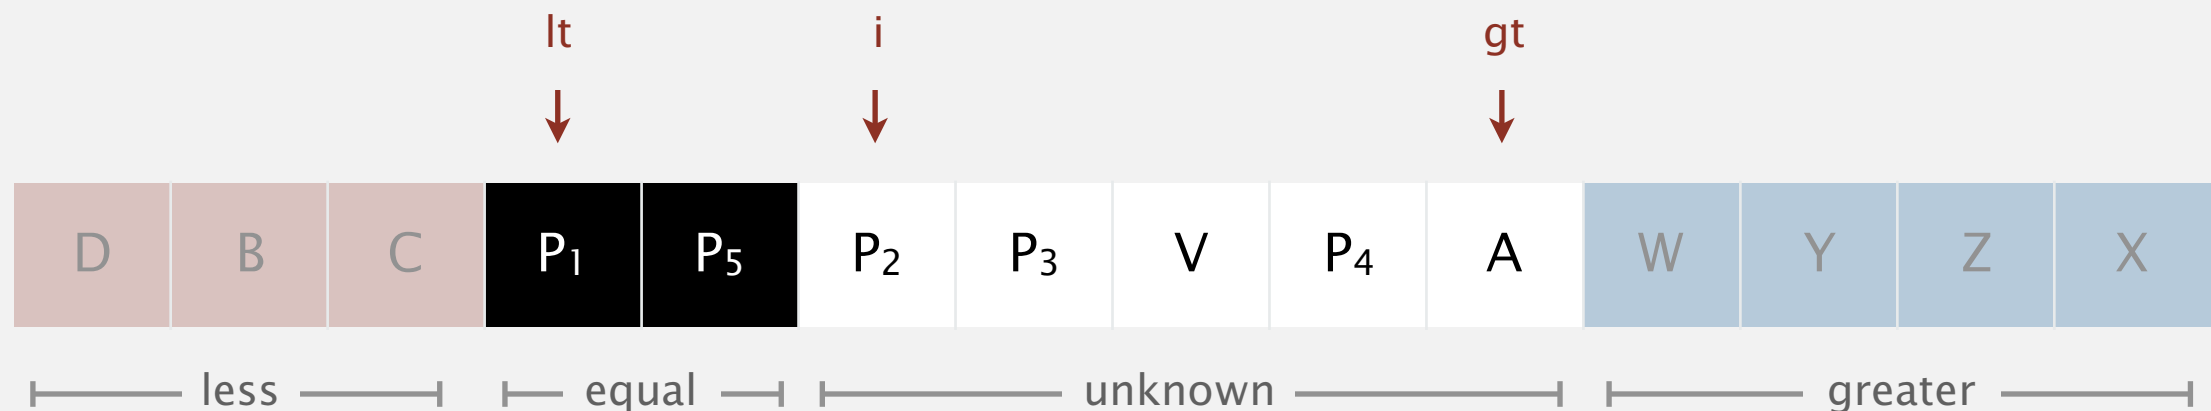 lt i gt
D B C P₁ P₅ P₂ P₃ V P₄ A W Y Z X
less equal unknown greater